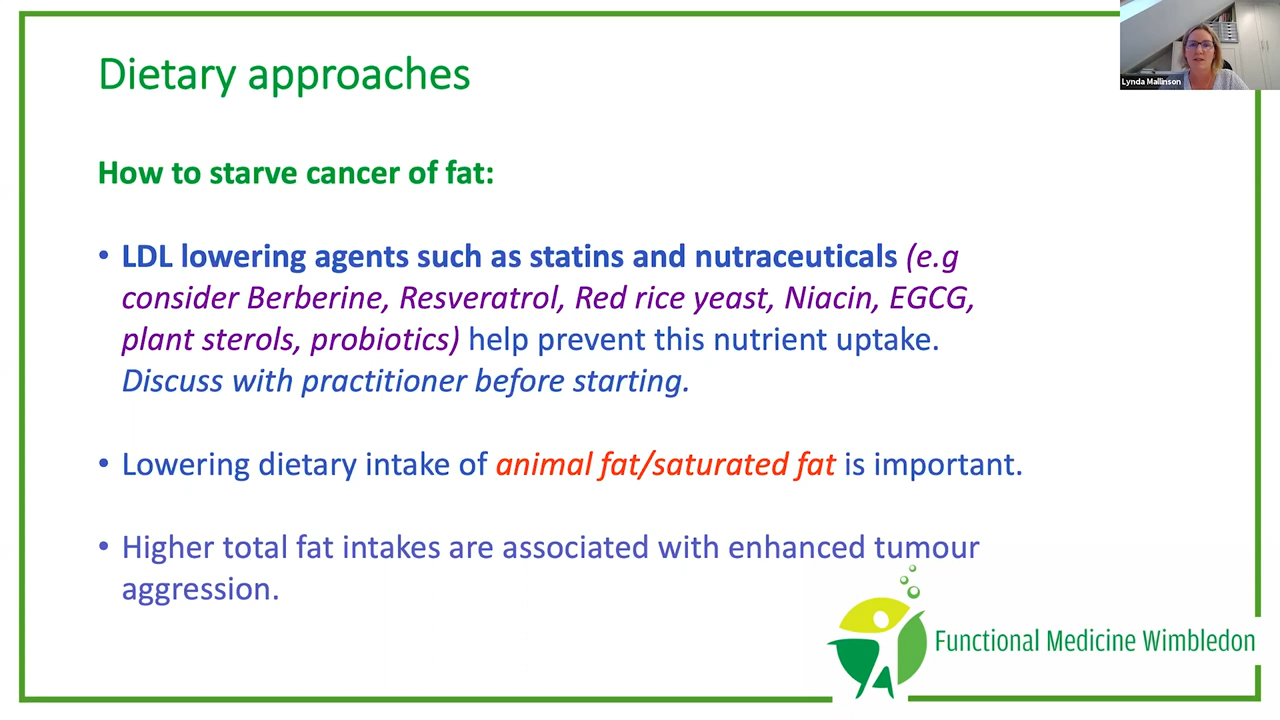 Dietary approaches
Lynda Mallinson
How to starve cancer of fat:
• LDL lowering agents such as statins and nutraceuticals (e.g
consider Berberine, Resveratrol, Red rice yeast, Niacin, EGCG,
plant sterols, probiotics) help prevent this nutrient uptake.
Discuss with practitioner before starting.
• Lowering dietary intake of animal fat/saturated fat is important.
• Higher total fat intakes are associated with enhanced tumour
aggression.
Functional Medicine Wimbledon